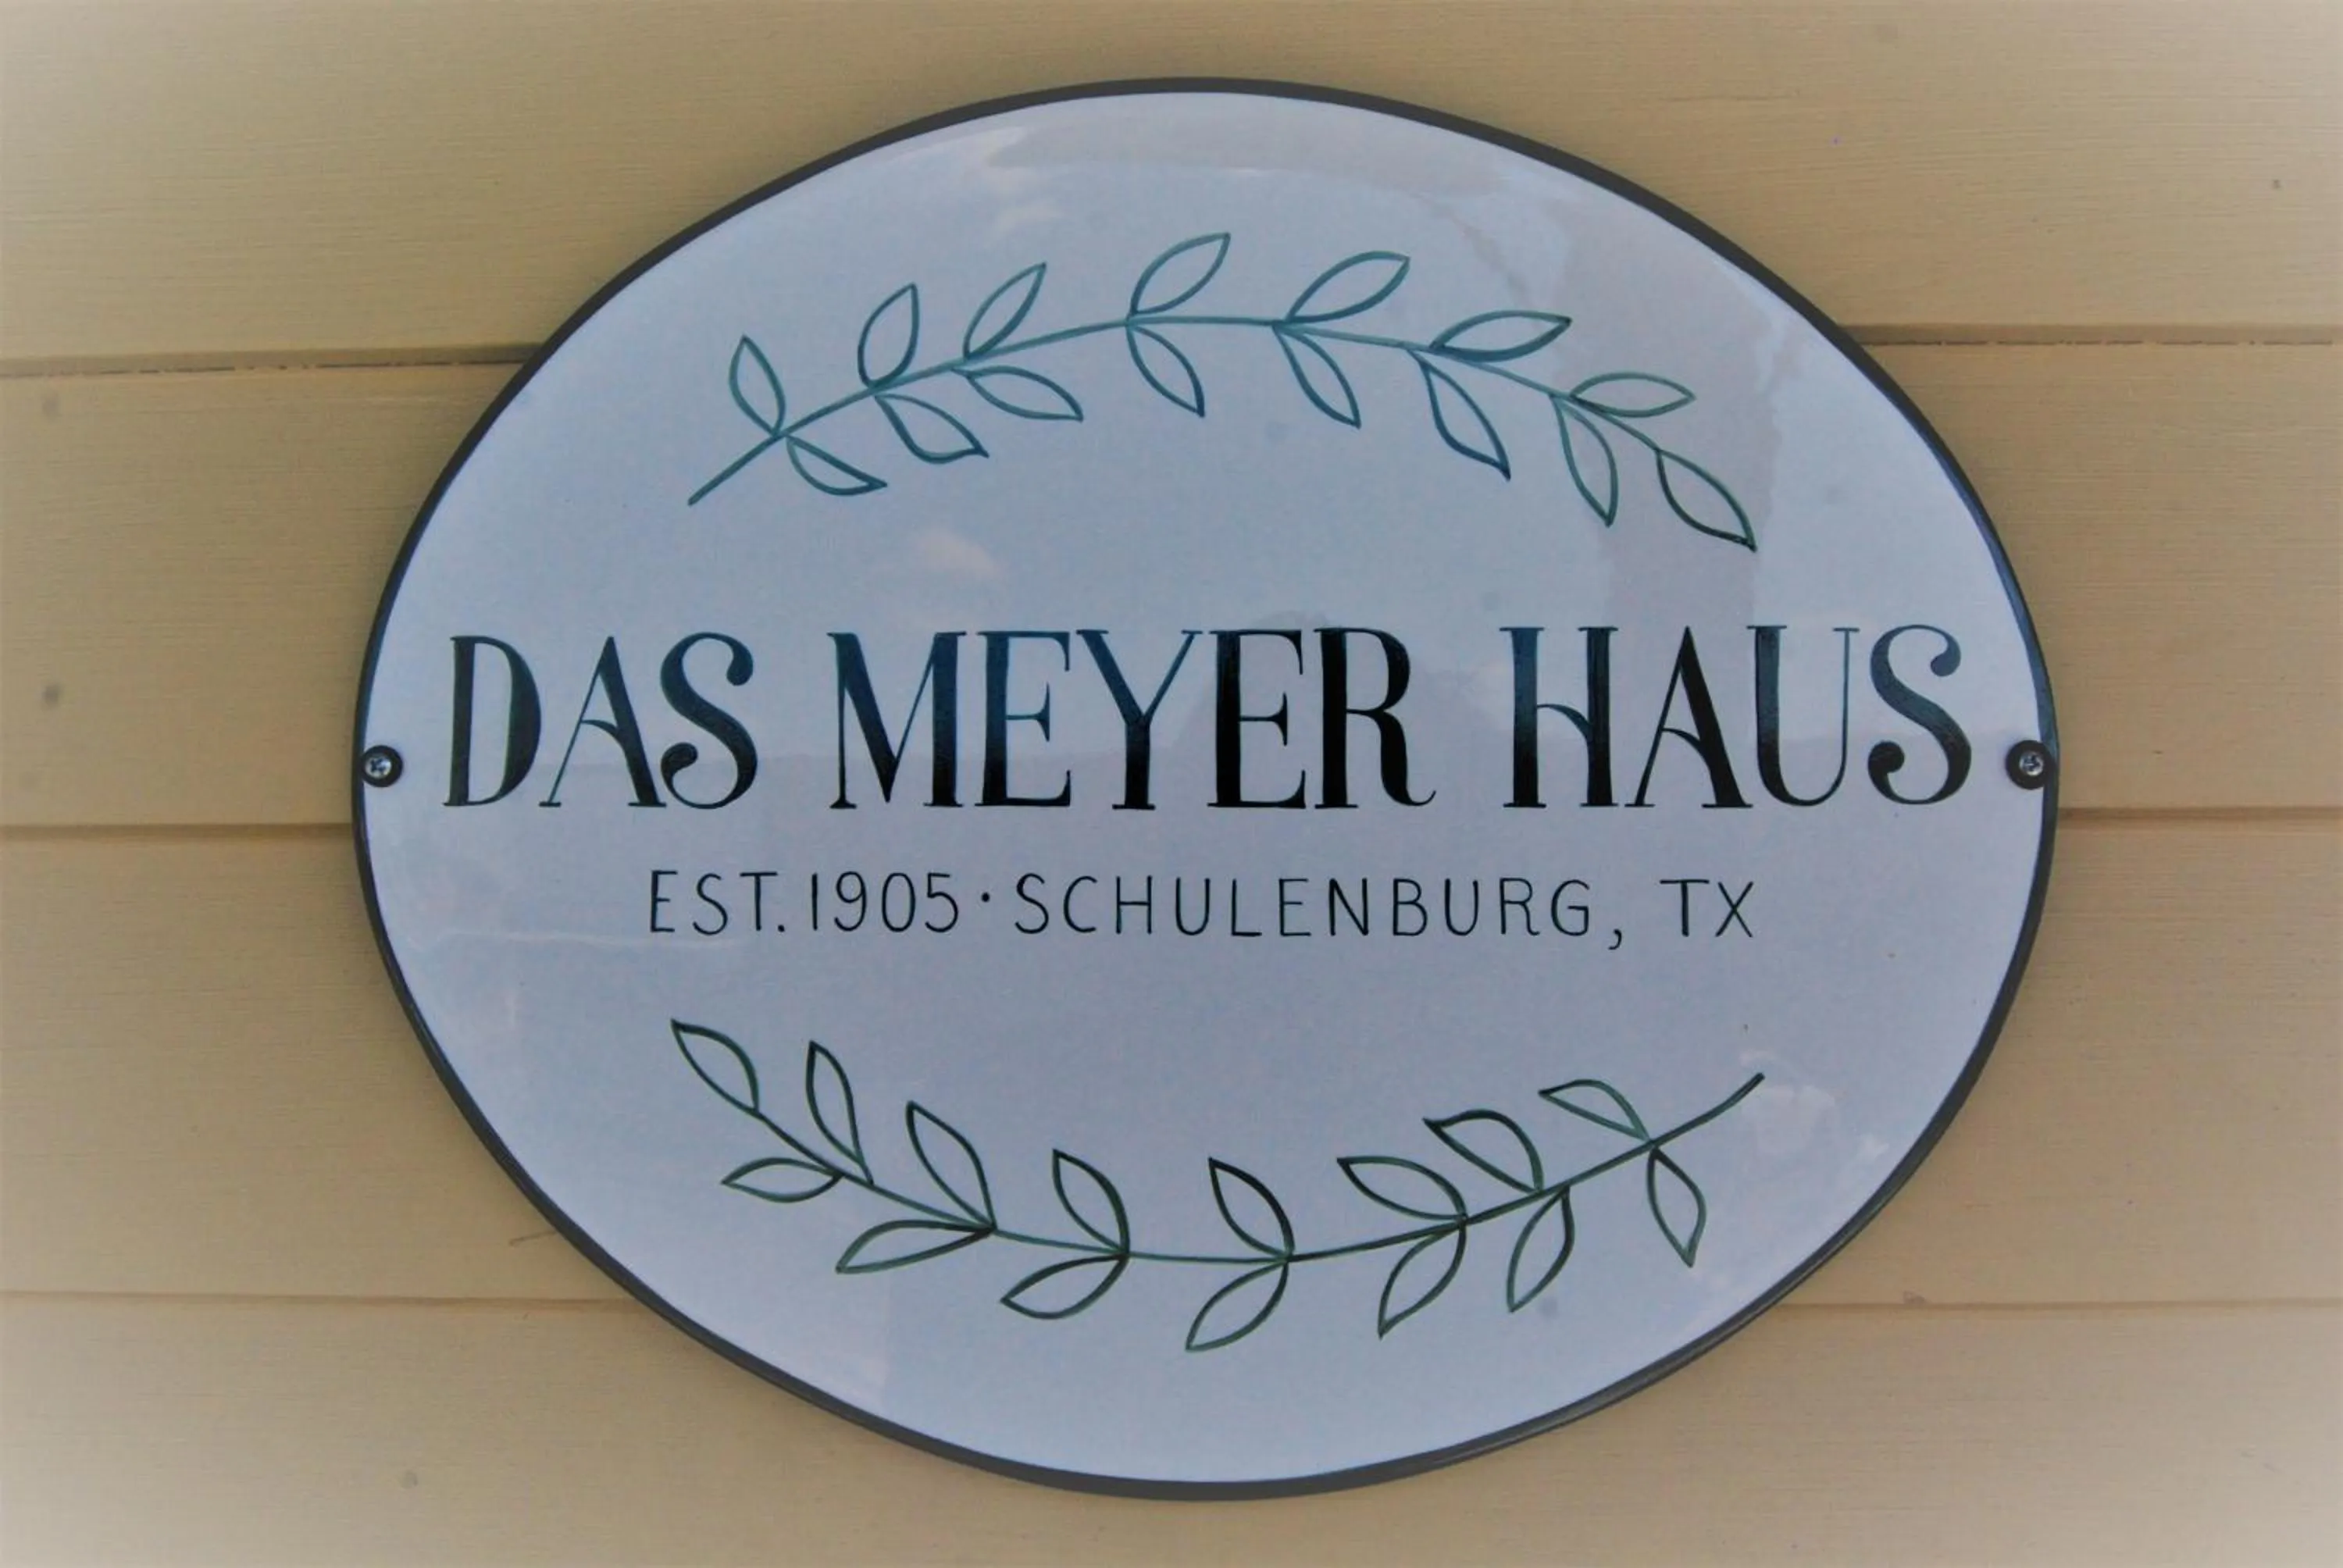 DAS MEYER HAUS
EST. 1905 · SCHULENBURG, TX